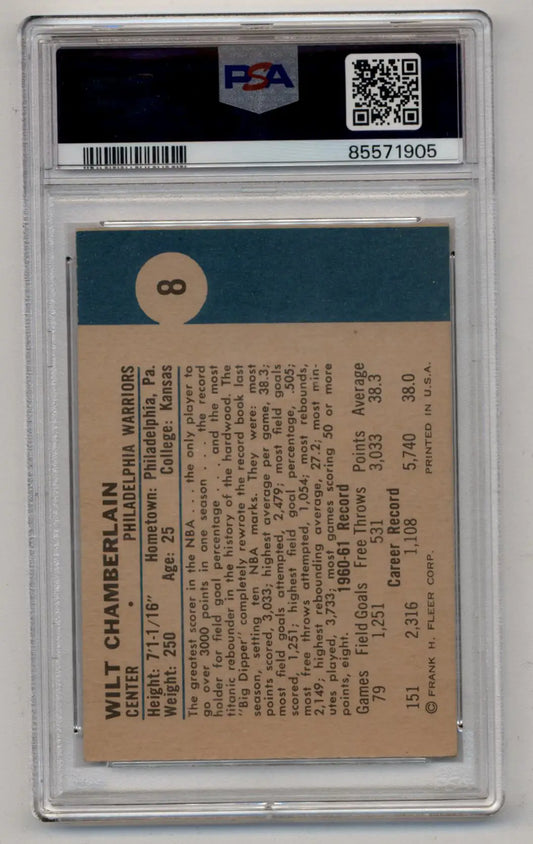 PSA
85571905
8
WILT CHAMBERLAIN
CENTER • PHILADELPHIA WARRIORS
Height: 7'1-1/16" Hometown: Philadelphia, Pa.
Weight: 250 Age: 25 College: Kansas
The greatest scorer in the NBA . . . the only player to
go over 3000 points in one season . . . the record
holder for field goal percentage . . . and the most
titanic rebounder in the history of the hardwood. The
"Big Dipper" completely rewrote the record book last
season, setting ten NBA marks. They were: most
points scored, 3,033; highest average per game, 38.3;
most field goals attempted, 2,479; most field goals
scored, 1,251; highest field goal percentage, .505;
most free throws attempted, 1,054; most rebounds,
2,149; highest rebounding average, 27.2; most min-
utes played, 3,733; most games scoring 50 or more
points, eight.
1960-61 Record
Games Field Goals Free Throws Points Average
79 1,251 531 3,033 38.3
Career Record
151 2,316 1,108 5,740 38.0
© FRANK H. FLEER CORP. PRINTED IN U.S.A.